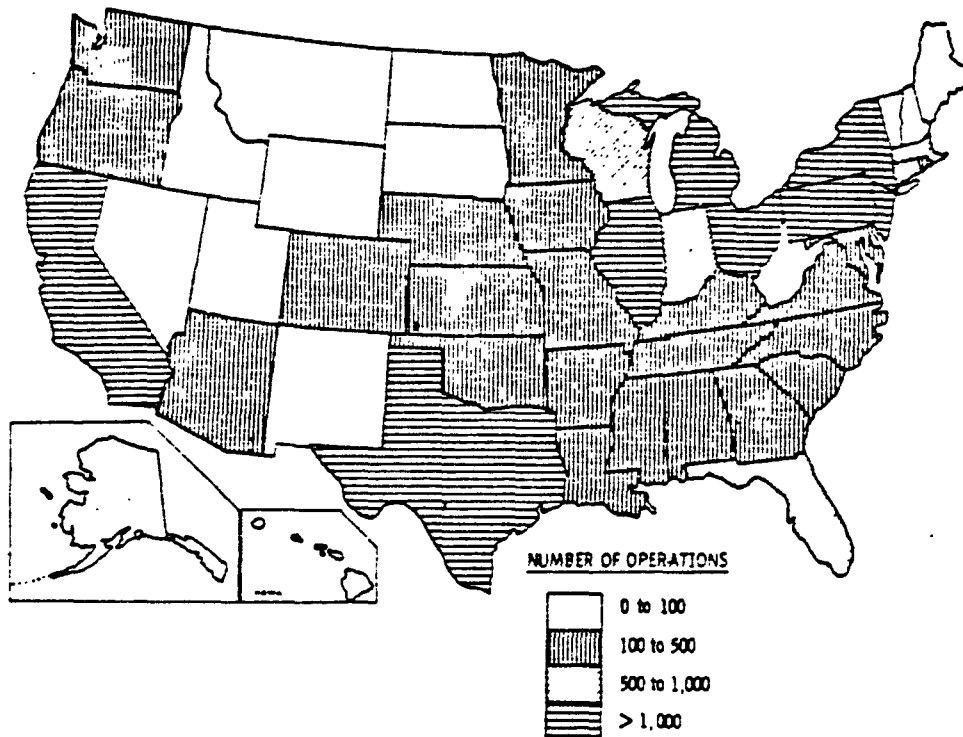 NUMBER OF OPERATIONS
0 to 100
100 to 500
500 to 1,000
> 1,000